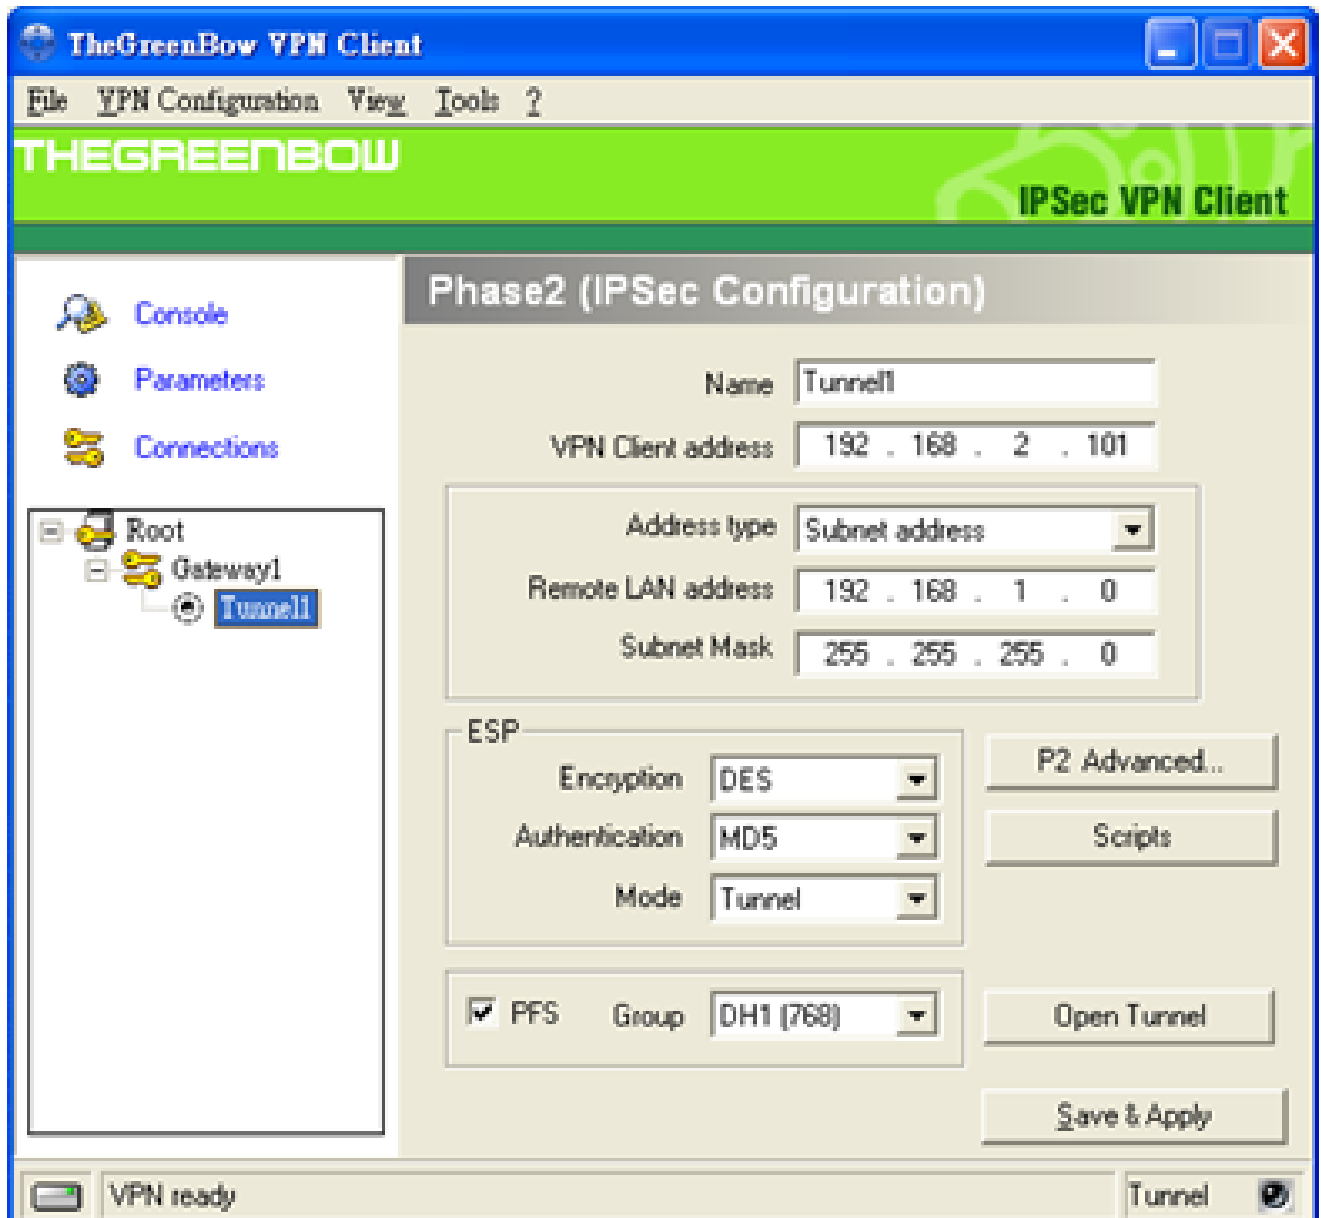 TheGreenBow VPN Client
File VPN Configuration View Tools ?
THEGREENBOW
IPSec VPN Client
Console
Parameters
Connections
Root
Gateway1
Tunnel1
Phase2 (IPSec Configuration)
Name Tunnel1
VPN Client address 192 . 168 . 2 . 101
Address type Subnet address
Remote LAN address 192 . 168 . 1 . 0
Subnet Mask 255 . 255 . 255 . 0
ESP
Encryption DES
Authentication MD5
Mode Tunnel
P2 Advanced...
Scripts
PFS Group DH1 (768)
Open Tunnel
Save & Apply
VPN ready Tunnel